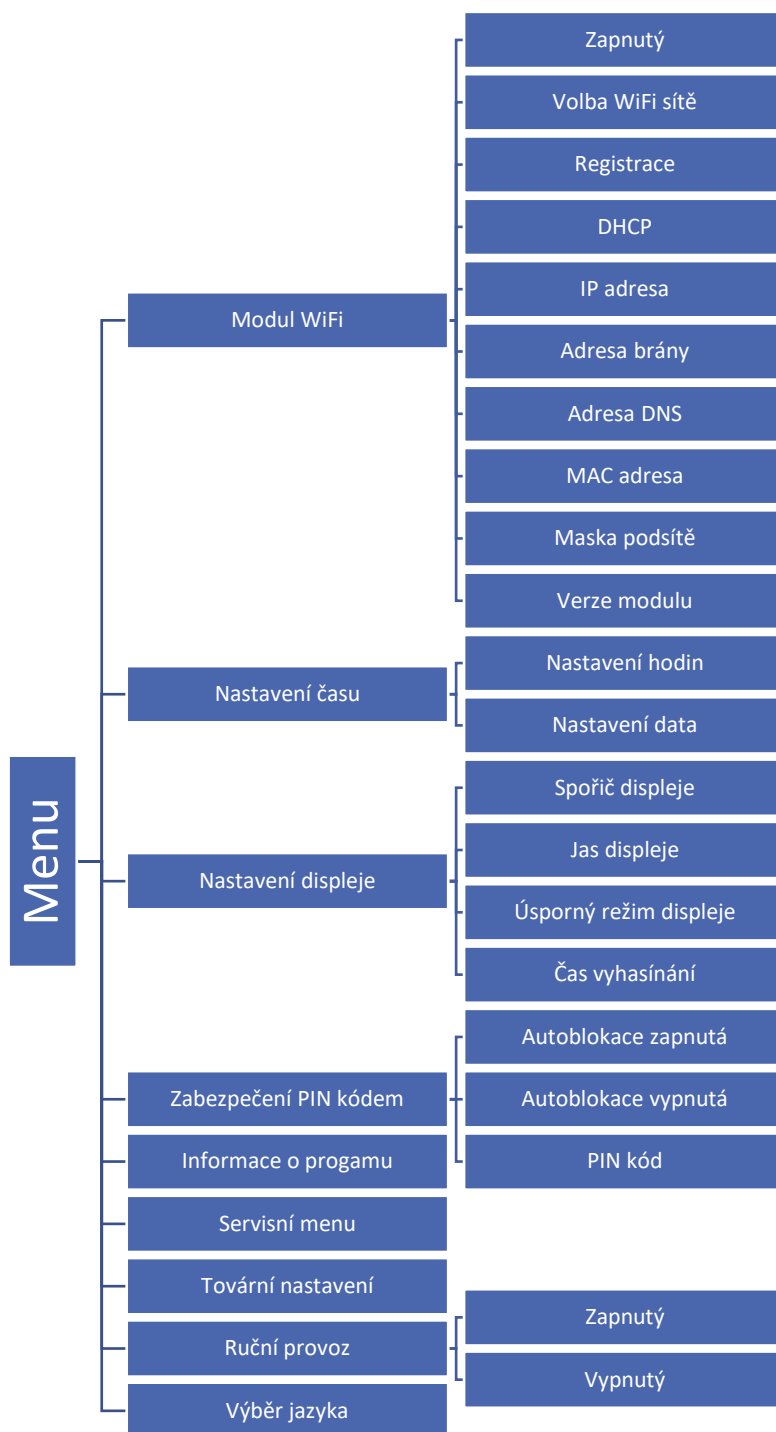 Menu
Modul WiFi
Zapnutý
Volba WiFi sítě
Registrace
DHCP
IP adresa
Adresa brány
Adresa DNS
MAC adresa
Maska podsítě
Verze modulu
Nastavení času
Nastavení hodin
Nastavení data
Nastavení displeje
Spořič displeje
Jas displeje
Úsporný režim displeje
Čas vyhasínání
Zabezpečení PIN kódem
Autoblokace zapnutá
Autoblokace vypnutá
PIN kód
Informace o progamu
Servisní menu
Tovární nastavení
Ruční provoz
Zapnutý
Vypnutý
Výběr jazyka